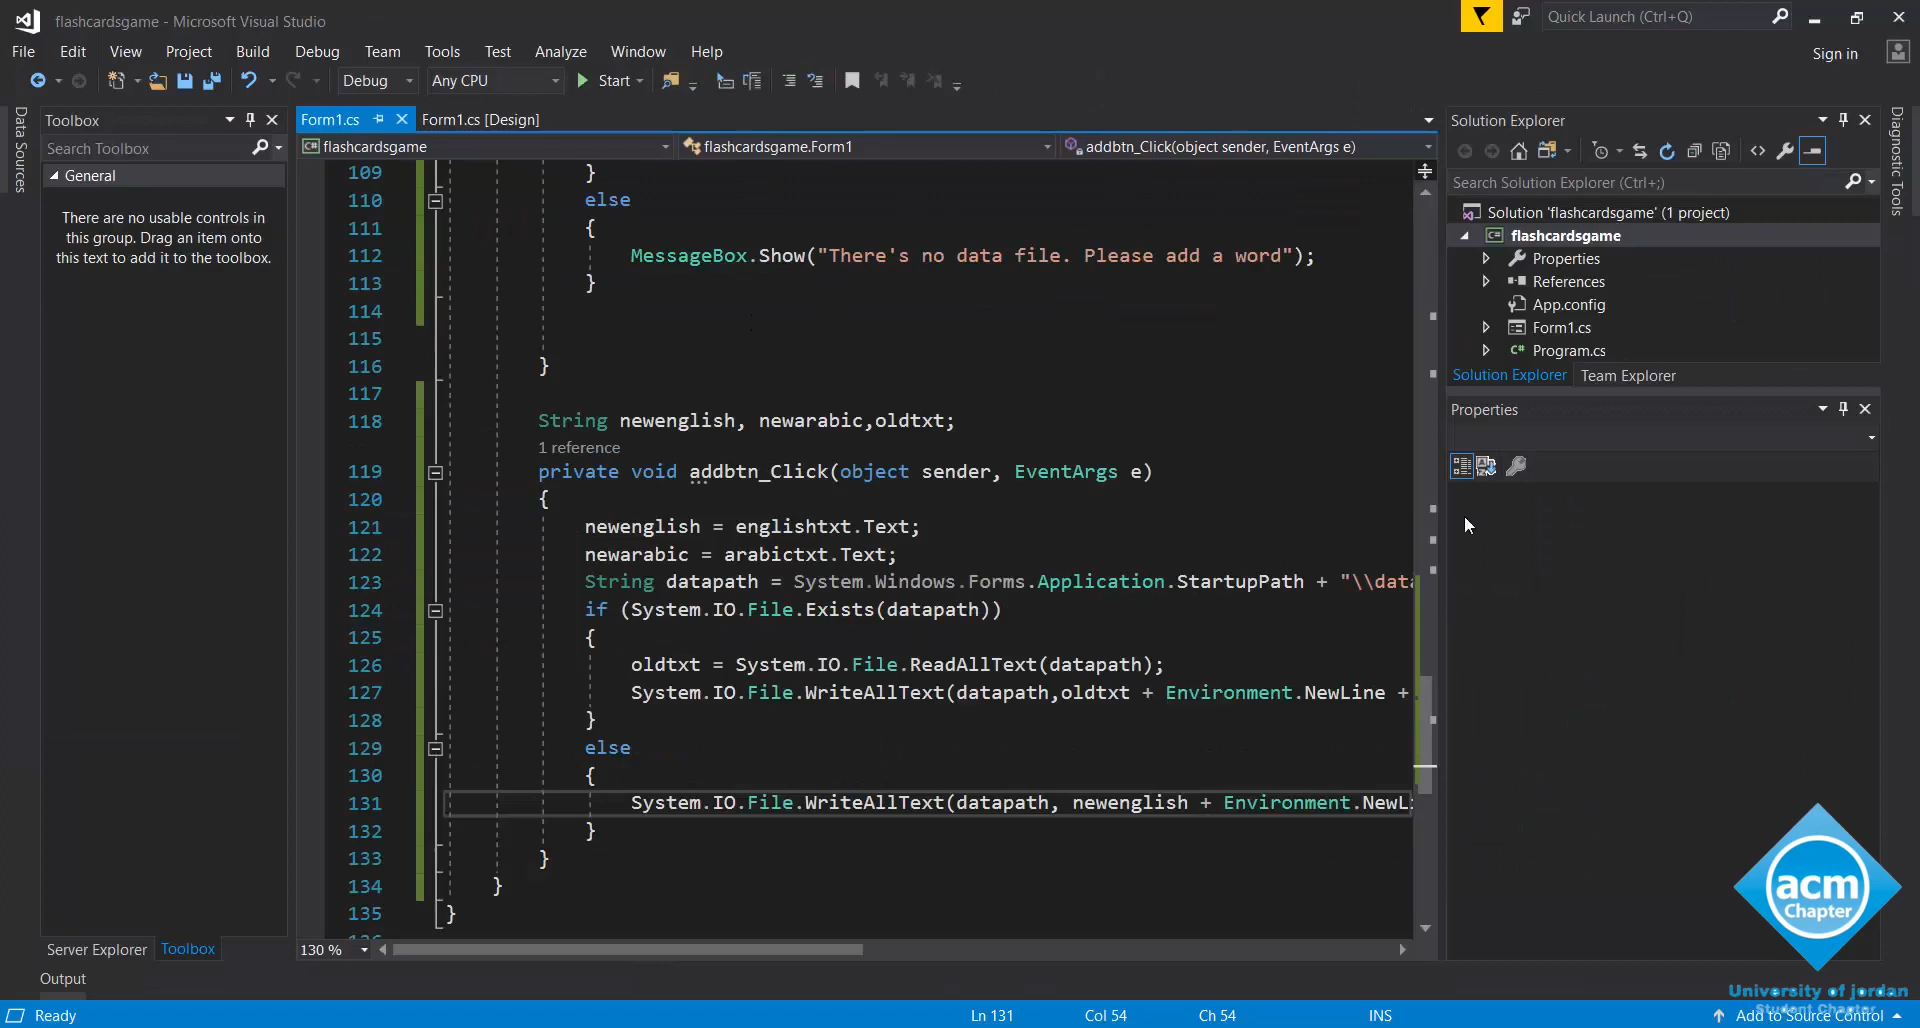 flashcardsgame - Microsoft Visual Studio
Quick Launch (Ctrl+Q)
File Edit View Project Build Debug Team Tools Test Analyze Window Help
Sign in
Debug Any CPU Start
Data Sources
Toolbox
Search Toolbox
General
There are no usable controls in
this group. Drag an item onto
this text to add it to the toolbox.
Server Explorer Toolbox
Output
Form1.cs Form1.cs [Design]
flashcardsgame flashcardsgame.Form1 addbtn_Click(object sender, EventArgs e)
109 }
110 else
111 {
112 MessageBox.Show("There's no data file. Please add a word");
113 }
114
115
116 }
117
118 String newenglish, newarabic,oldtxt;
1 reference
119 private void addbtn_Click(object sender, EventArgs e)
120 {
121 newenglish = englishtxt.Text;
122 newarabic = arabictxt.Text;
123 String datapath = System.Windows.Forms.Application.StartupPath + "\\data
124 if (System.IO.File.Exists(datapath))
125 {
126 oldtxt = System.IO.File.ReadAllText(datapath);
127 System.IO.File.WriteAllText(datapath,oldtxt + Environment.NewLine +
128 }
129 else
130 {
131 System.IO.File.WriteAllText(datapath, newenglish + Environment.NewL
132 }
133 }
134 }
135 }
130 %
Solution Explorer
Search Solution Explorer (Ctrl+;)
Solution 'flashcardsgame' (1 project)
flashcardsgame
Properties
References
App.config
Form1.cs
Program.cs
Solution Explorer Team Explorer
Properties
Diagnostic Tools
acm
Chapter
University of jordan
Student Chapter
Ready Ln 131 Col 54 Ch 54 INS Add to Source Control